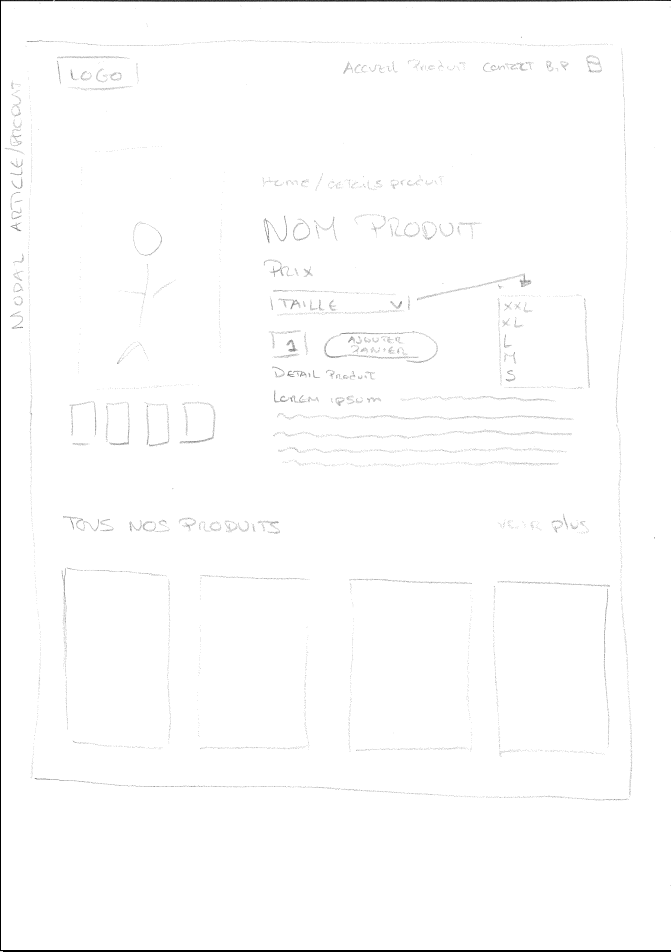 MODAL ARTICLE/PRODUIT
LOGO
ACCUEIL Produit CONTACT B.P
Home/details produit
NOM PRODUIT
PRIX
TAILLE
XXL
XL
L
M
S
1
AJOUTER
PANIER
DETAIL PRODUIT
LOREM IPSUM
TOUS NOS PRODUITS
VOIR plus